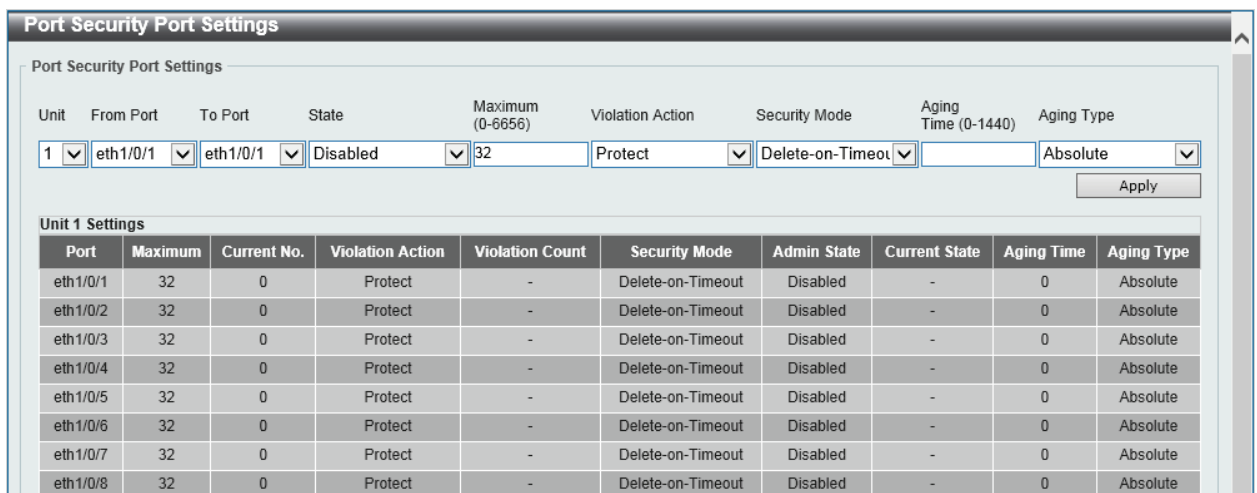 Port Security Port Settings
Port Security Port Settings
Unit From Port To Port State Maximum (0-6656) Violation Action Security Mode Aging Time (0-1440) Aging Type
1 eth1/0/1 eth1/0/1 Disabled 32 Protect Delete-on-Timeou Absolute
Apply
Unit 1 Settings
Port Maximum Current No. Violation Action Violation Count Security Mode Admin State Current State Aging Time Aging Type
eth1/0/1 32 0 Protect - Delete-on-Timeout Disabled - 0 Absolute
eth1/0/2 32 0 Protect - Delete-on-Timeout Disabled - 0 Absolute
eth1/0/3 32 0 Protect - Delete-on-Timeout Disabled - 0 Absolute
eth1/0/4 32 0 Protect - Delete-on-Timeout Disabled - 0 Absolute
eth1/0/5 32 0 Protect - Delete-on-Timeout Disabled - 0 Absolute
eth1/0/6 32 0 Protect - Delete-on-Timeout Disabled - 0 Absolute
eth1/0/7 32 0 Protect - Delete-on-Timeout Disabled - 0 Absolute
eth1/0/8 32 0 Protect - Delete-on-Timeout Disabled - 0 Absolute